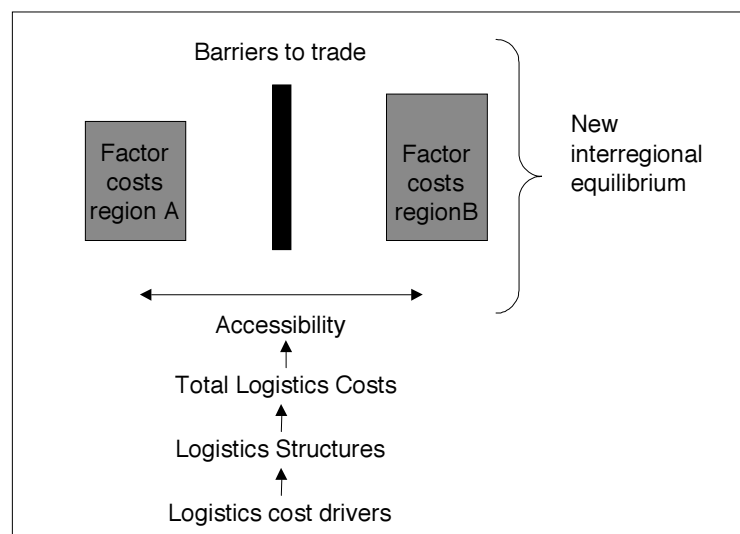 Barriers to trade
Factor
costs
region A
Factor
costs
regionB
New
interregional
equilibrium
Accessibility
Total Logistics Costs
Logistics Structures
Logistics cost drivers